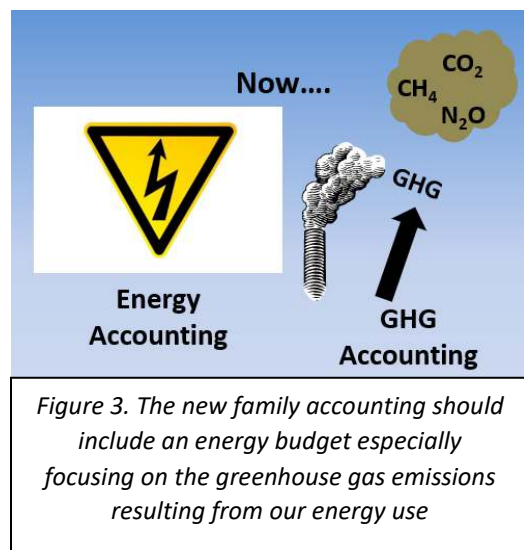 Now....
CO₂
CH₄
N₂O
GHG
Energy
Accounting
GHG
Accounting
Figure 3. The new family accounting should
include an energy budget especially
focusing on the greenhouse gas emissions
resulting from our energy use